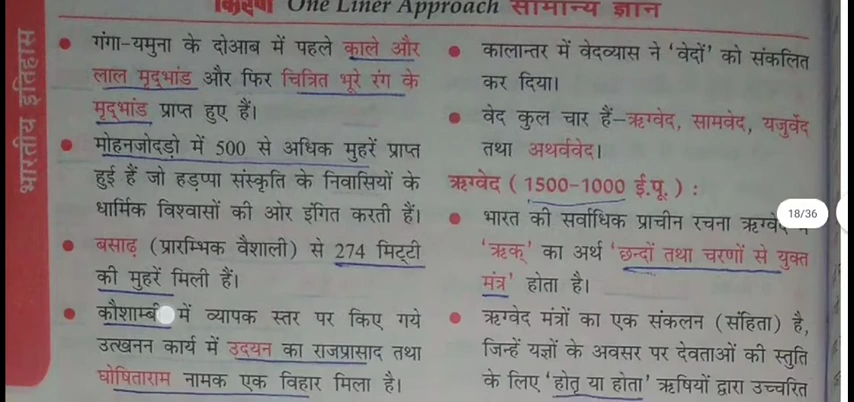 किरण One Liner Approach सामान्य ज्ञान
भारतीय इतिहास
● गंगा-यमुना के दोआब में पहले काले और
लाल मृद्भांड और फिर चित्रित भूरे रंग के
मृद्भांड प्राप्त हुए हैं।
● मोहनजोदड़ो में 500 से अधिक मुहरें प्राप्त
हुई हैं जो हड़प्पा संस्कृति के निवासियों के
धार्मिक विश्वासों की ओर इंगित करती हैं।
● बसाढ़ (प्रारम्भिक वैशाली) से 274 मिट्टी
की मुहरें मिली हैं।
● कौशाम्बी में व्यापक स्तर पर किए गये
उत्खनन कार्य में उदयन का राजप्रासाद तथा
घोषिताराम नामक एक विहार मिला है।
● कालान्तर में वेदव्यास ने ‘वेदों’ को संकलित
कर दिया।
● वेद कुल चार हैं–ऋग्वेद, सामवेद, यजुर्वेद
तथा अथर्ववेद।
ऋग्वेद ( 1500-1000 ई.पू. ) :
● भारत की सर्वाधिक प्राचीन रचना
18/36
‘ऋक्’ का अर्थ ‘छन्दों तथा चरणों से युक्त
मंत्र’ होता है।
● ऋग्वेद मंत्रों का एक संकलन (संहिता) है,
जिन्हें यज्ञों के अवसर पर देवताओं की स्तुति
के लिए ‘होतृ या होता’ ऋषियों द्वारा उच्चरित